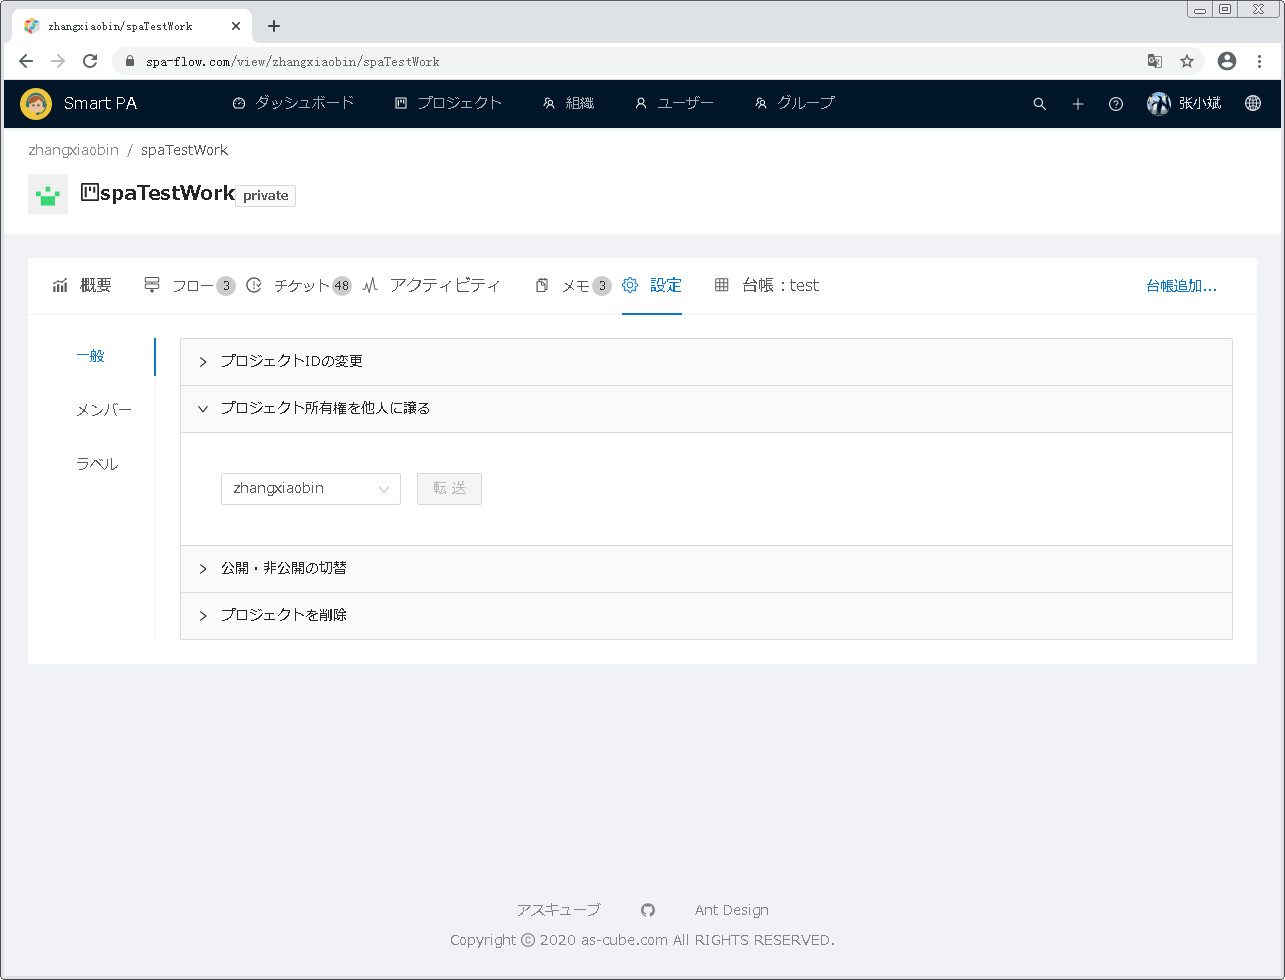 zhangxiaobin/spaTestWork
spa-flow.com/view/zhangxiaobin/spaTestWork
Smart PA ダッシュボード プロジェクト 組織 ユーザー グループ 张小斌
zhangxiaobin / spaTestWork
spaTestWork private
概要 フロー 3 チケット 48 アクティビティ メモ 3 設定 台帳：test 台帳追加...
一般
メンバー
ラベル
プロジェクトIDの変更
プロジェクト所有権を他人に譲る
zhangxiaobin 転 送
公開・非公開の切替
プロジェクトを削除
アスキューブ Ant Design
Copyright © 2020 as-cube.com All RIGHTS RESERVED.